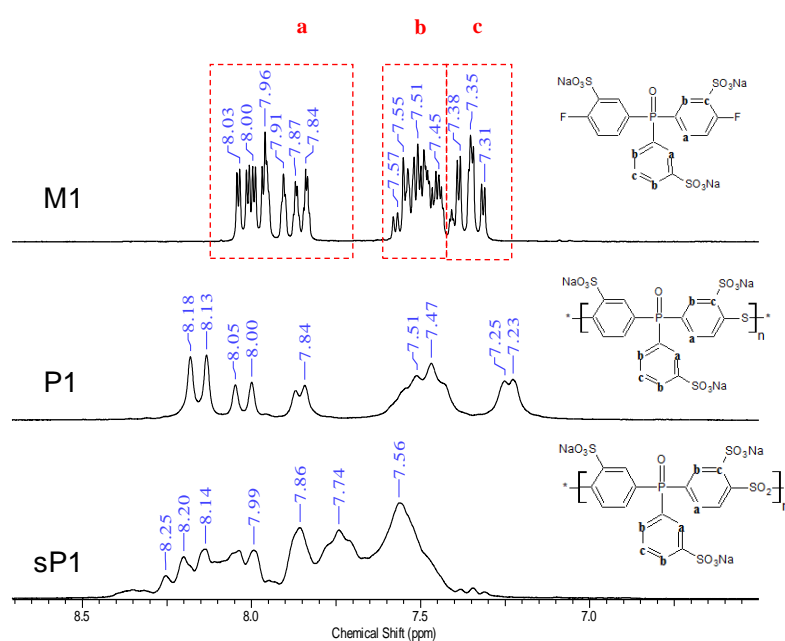 a b c
8.03 8.00 7.96 7.91 7.87 7.84 7.57 7.55 7.51 7.45 7.38 7.35 7.31
M1
NaO3S SO3Na
O
b c
F P F
a
b a
c b SO3Na
8.18 8.13 8.05 8.00 7.84 7.51 7.47 7.25 7.23
P1
NaO3S SO3Na
O
b c
* P S *
n
a
b a
c b SO3Na
8.25 8.20 8.14 7.99 7.86 7.74 7.56
sP1
NaO3S SO3Na
O
b c
* P SO2 *
a
b a
c b SO3Na
8.5 8.0 7.5 7.0
Chemical Shift (ppm)